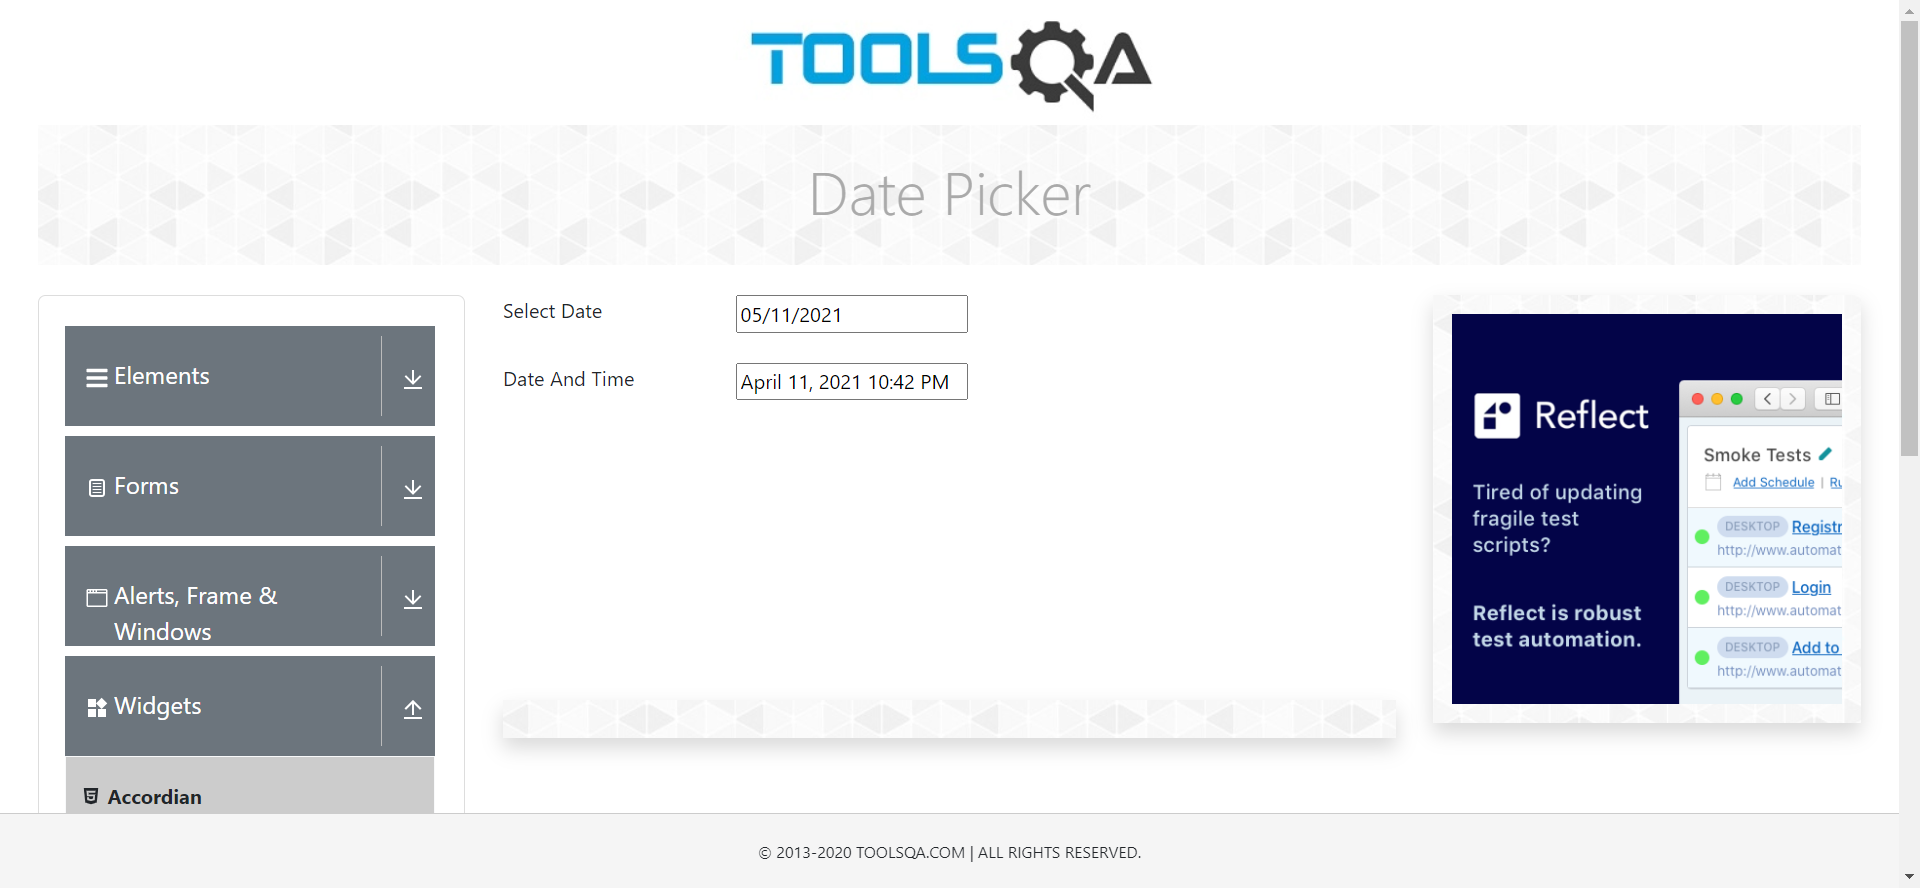 TOOLSQA
Date Picker
Elements
Forms
Alerts, Frame &
Windows
Widgets
Accordian
Select Date
05/11/2021
Date And Time
April 11, 2021 10:42 PM
Reflect
Tired of updating
fragile test
scripts?
Reflect is robust
test automation.
Smoke Tests
Add Schedule | Ru
DESKTOP Registr
http://www.automat
DESKTOP Login
http://www.automat
DESKTOP Add to
http://www.automat
© 2013-2020 TOOLSQA.COM | ALL RIGHTS RESERVED.